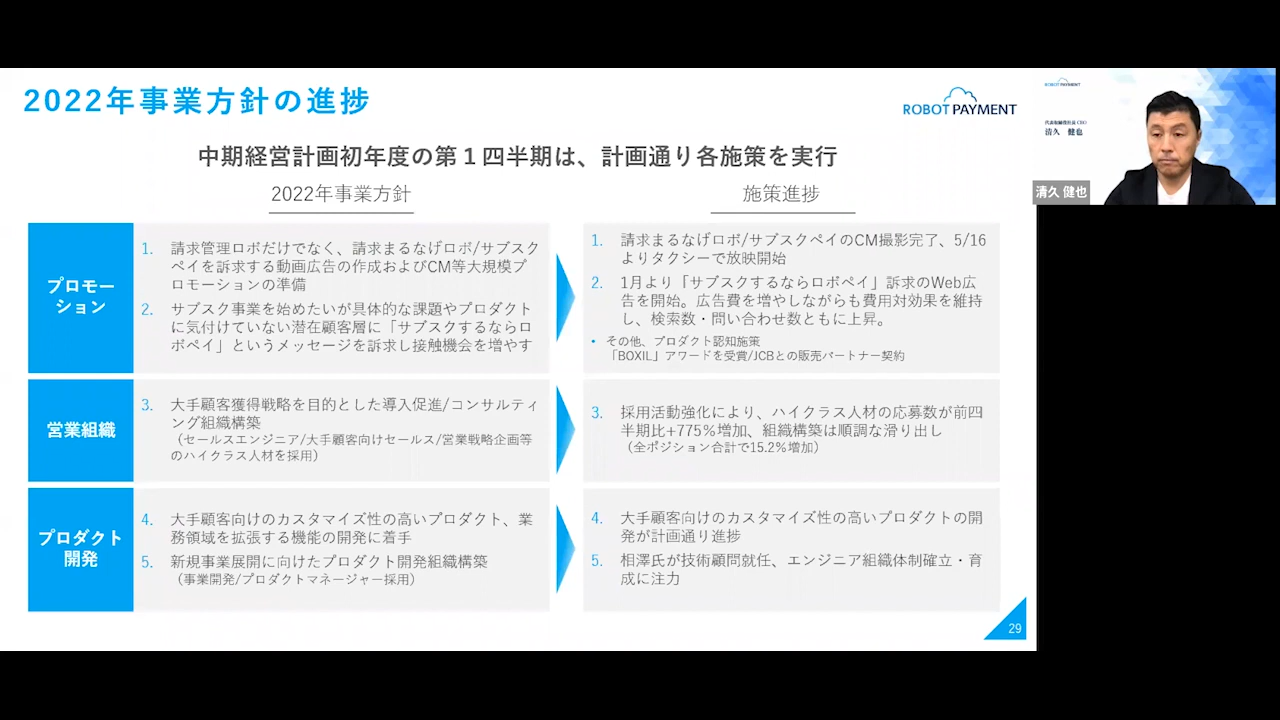 2022年事業方針の進捗
ROBOT PAYMENT
中期経営計画初年度の第1四半期は、計画通り各施策を実行
2022年事業方針
施策進捗
プロモー
ション
1. 請求管理ロボだけでなく、請求まるなげロボ/サブスク
ペイを訴求する動画広告の作成およびCM等大規模プ
ロモーションの準備
2. サブスク事業を始めたいが具体的な課題やプロダクト
に気付けていない潜在顧客層に「サブスクするならロ
ボペイ」というメッセージを訴求し接触機会を増やす
1. 請求まるなげロボ/サブスクペイのCM撮影完了、5/16
よりタクシーで放映開始
2. 1月より「サブスクするならロボペイ」訴求のWeb広
告を開始。広告費を増やしながらも費用対効果を維持
し、検索数・問い合わせ数ともに上昇。
• その他、プロダクト認知施策
「BOXIL」アワードを受賞/JCBとの販売パートナー契約
営業組織
3. 大手顧客獲得戦略を目的とした導入促進/コンサルティ
ング組織構築
（セールスエンジニア/大手顧客向けセールス/営業戦略企画等
のハイクラス人材を採用）
3. 採用活動強化により、ハイクラス人材の応募数が前四
半期比+775%増加、組織構築は順調な滑り出し
（全ポジション合計で15.2%増加）
プロダクト
開発
4. 大手顧客向けのカスタマイズ性の高いプロダクト、業
務領域を拡張する機能の開発に着手
5. 新規事業展開に向けたプロダクト開発組織構築
（事業開発/プロダクトマネージャー採用）
4. 大手顧客向けのカスタマイズ性の高いプロダクトの開
発が計画通り進捗
5. 相澤氏が技術顧問就任、エンジニア組織体制確立・育
成に注力
29
ROBOT PAYMENT
代表取締役社長 CEO
清久 健也
清久 健也